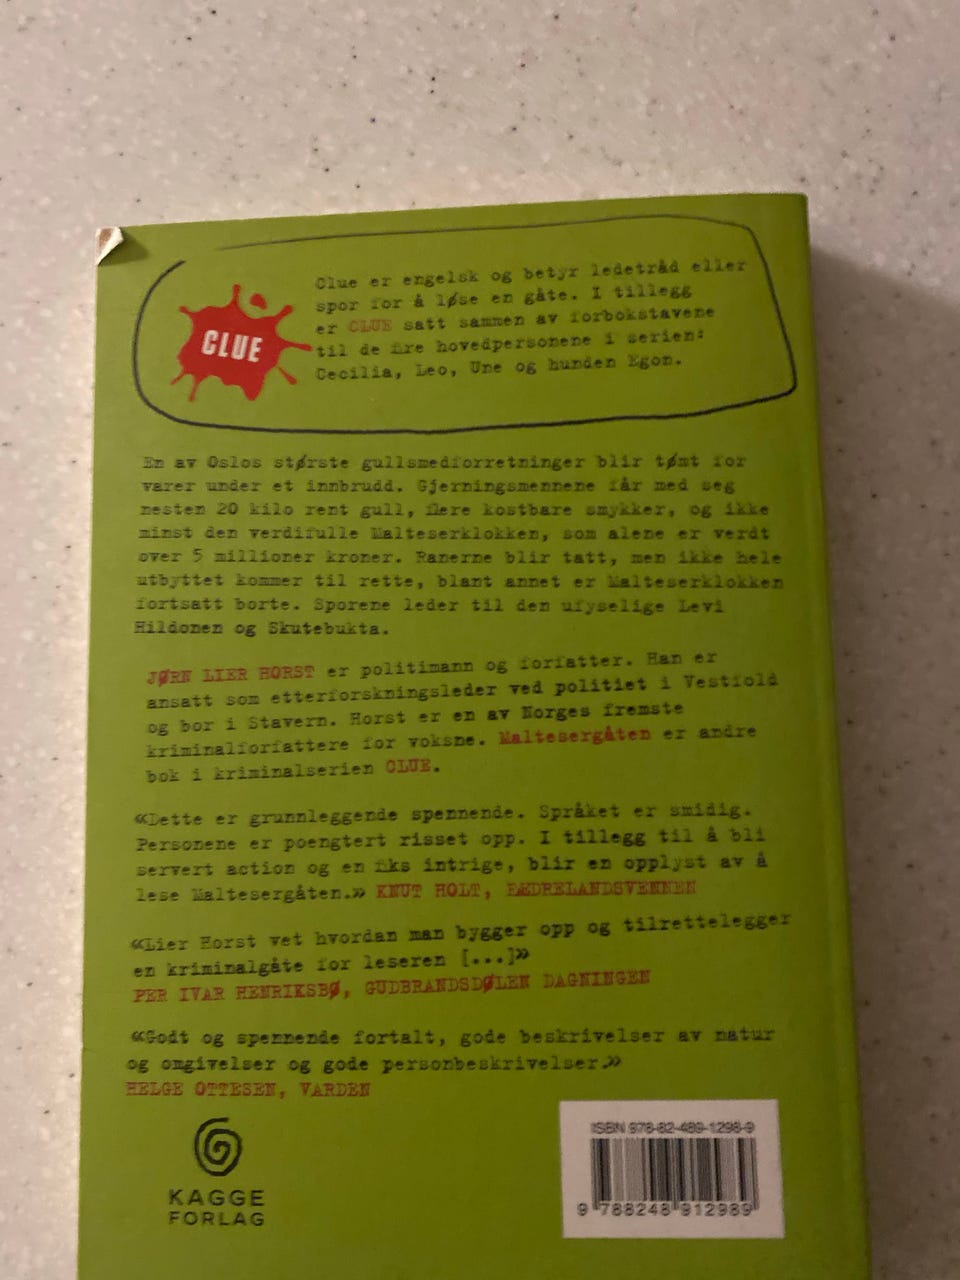 CLUE
Clue er engelsk og betyr ledetråd eller
spor for å løse en gåte. I tillegg
er CLUE satt sammen av forbokstavene
til de fire hovedpersonene i serien:
Cecilia, Leo, Une og hunden Egon.
En av Oslos største gullsmedforretninger blir tømt for
varer under et innbrudd. Gjerningsmennene får med seg
nesten 20 kilo rent gull, flere kostbare smykker, og ikke
minst den verdifulle Malteserklokken, som alene er verdt
over 5 millioner kroner. Ranerne blir tatt, men ikke hele
utbyttet kommer til rette, blant annet er Malteserklokken
fortsatt borte. Sporene leder til den ufyselige Levi
Hildonen og Skutebukta.
JØRN LIER HORST er politimann og forfatter. Han er
ansatt som etterforskningsleder ved politiet i Vestfold
og bor i Stavern. Horst er en av Norges fremste
kriminalforfattere for voksne. Maltesergåten er andre
bok i kriminalserien CLUE.
«Dette er grunnleggende spennende. Språket er smidig.
Personene er poengtert risset opp. I tillegg til å bli
servert action og en fiks intrige, blir en opplyst av å
lese Maltesergåten.» KNUT HOLT, FÆDRELANDSVENNEN
«Lier Horst vet hvordan man bygger opp og tilrettelegger
en kriminalgåte for leseren [...]»
PER IVAR HENRIKSBØ, GUDBRANDSDØLEN DAGNINGEN
«Godt og spennende fortalt, gode beskrivelser av natur
og omgivelser og gode personbeskrivelser.»
HELGE OTTESEN, VARDEN
KAGGE
FORLAG
ISBN 978-82-489-1298-9
9 788248 912989